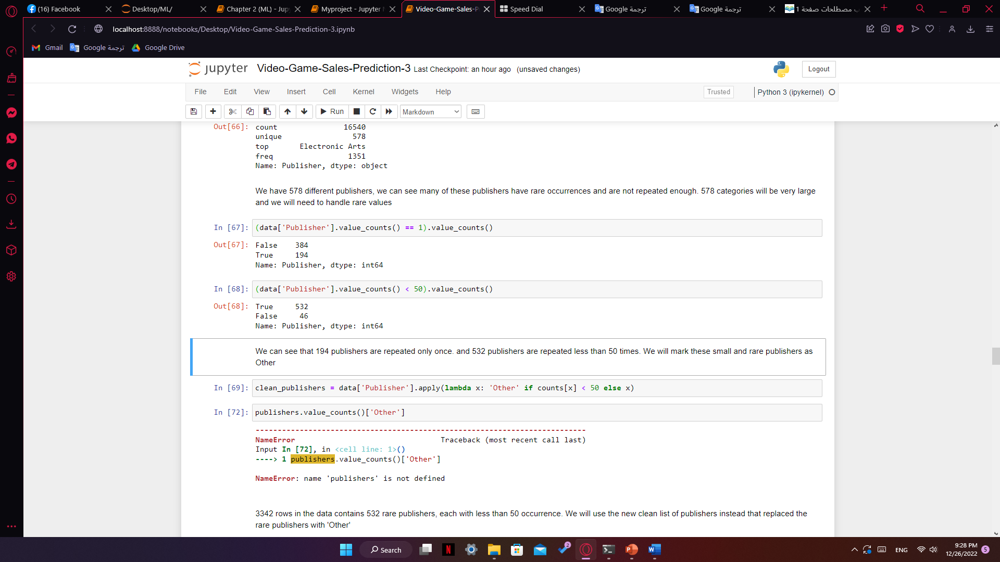 (16) Facebook
Desktop/ML/
Chapter 2 (ML) - Jup
Myproject - Jupyter
Video-Game-Sales-P
Speed Dial
ترجمة Google
ترجمة Google
ب مصطلحات صفحة 1
localhost:8888/notebooks/Desktop/Video-Game-Sales-Prediction-3.ipynb
Gmail
ترجمة Google
Google Drive
jupyter Video-Game-Sales-Prediction-3 Last Checkpoint: an hour ago (unsaved changes)
Logout
File Edit View Insert Cell Kernel Widgets Help
Trusted
Python 3 (ipykernel)
Run
Markdown
Out[66]: count 16540
unique 578
top Electronic Arts
freq 1351
Name: Publisher, dtype: object
We have 578 different publishers, we can see many of these publishers have rare occurrences and are not repeated enough. 578 categories will be very large
and we will need to handle rare values
In [67]: (data['Publisher'].value_counts() == 1).value_counts()
Out[67]: False 384
True 194
Name: Publisher, dtype: int64
In [68]: (data['Publisher'].value_counts() < 50).value_counts()
Out[68]: True 532
False 46
Name: Publisher, dtype: int64
We can see that 194 publishers are repeated only once. and 532 publishers are repeated less than 50 times. We will mark these small and rare publishers as
Other
In [69]: clean_publishers = data['Publisher'].apply(lambda x: 'Other' if counts[x] < 50 else x)
In [72]: publishers.value_counts()['Other']
---------------------------------------------------------------------------
NameError Traceback (most recent call last)
Input In [72], in <cell line: 1>()
----> 1 publishers.value_counts()['Other']
NameError: name 'publishers' is not defined
3342 rows in the data contains 532 rare publishers, each with less than 50 occurrence. We will use the new clean list of publishers instead that replaced the
rare publishers with 'Other'
Search
2
ENG
9:28 PM
12/26/2022
5